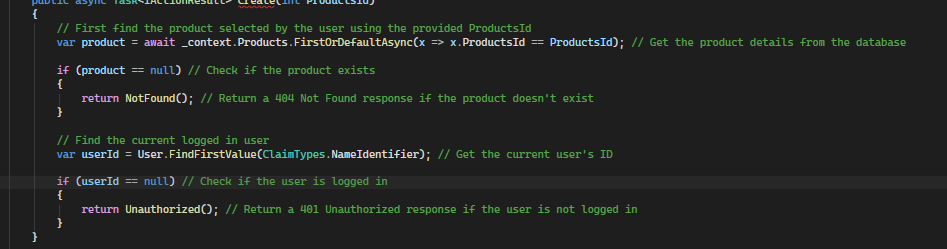 public async Task<IActionResult> Create(int ProductsId)
{
// First find the product selected by the user using the provided ProductsId
var product = await _context.Products.FirstOrDefaultAsync(x => x.ProductsId == ProductsId); // Get the product details from the database
if (product == null) // Check if the product exists
{
return NotFound(); // Return a 404 Not Found response if the product doesn't exist
}
// Find the current logged in user
var userId = User.FindFirstValue(ClaimTypes.NameIdentifier); // Get the current user's ID
if (userId == null) // Check if the user is logged in
{
return Unauthorized(); // Return a 401 Unauthorized response if the user is not logged in
}
}